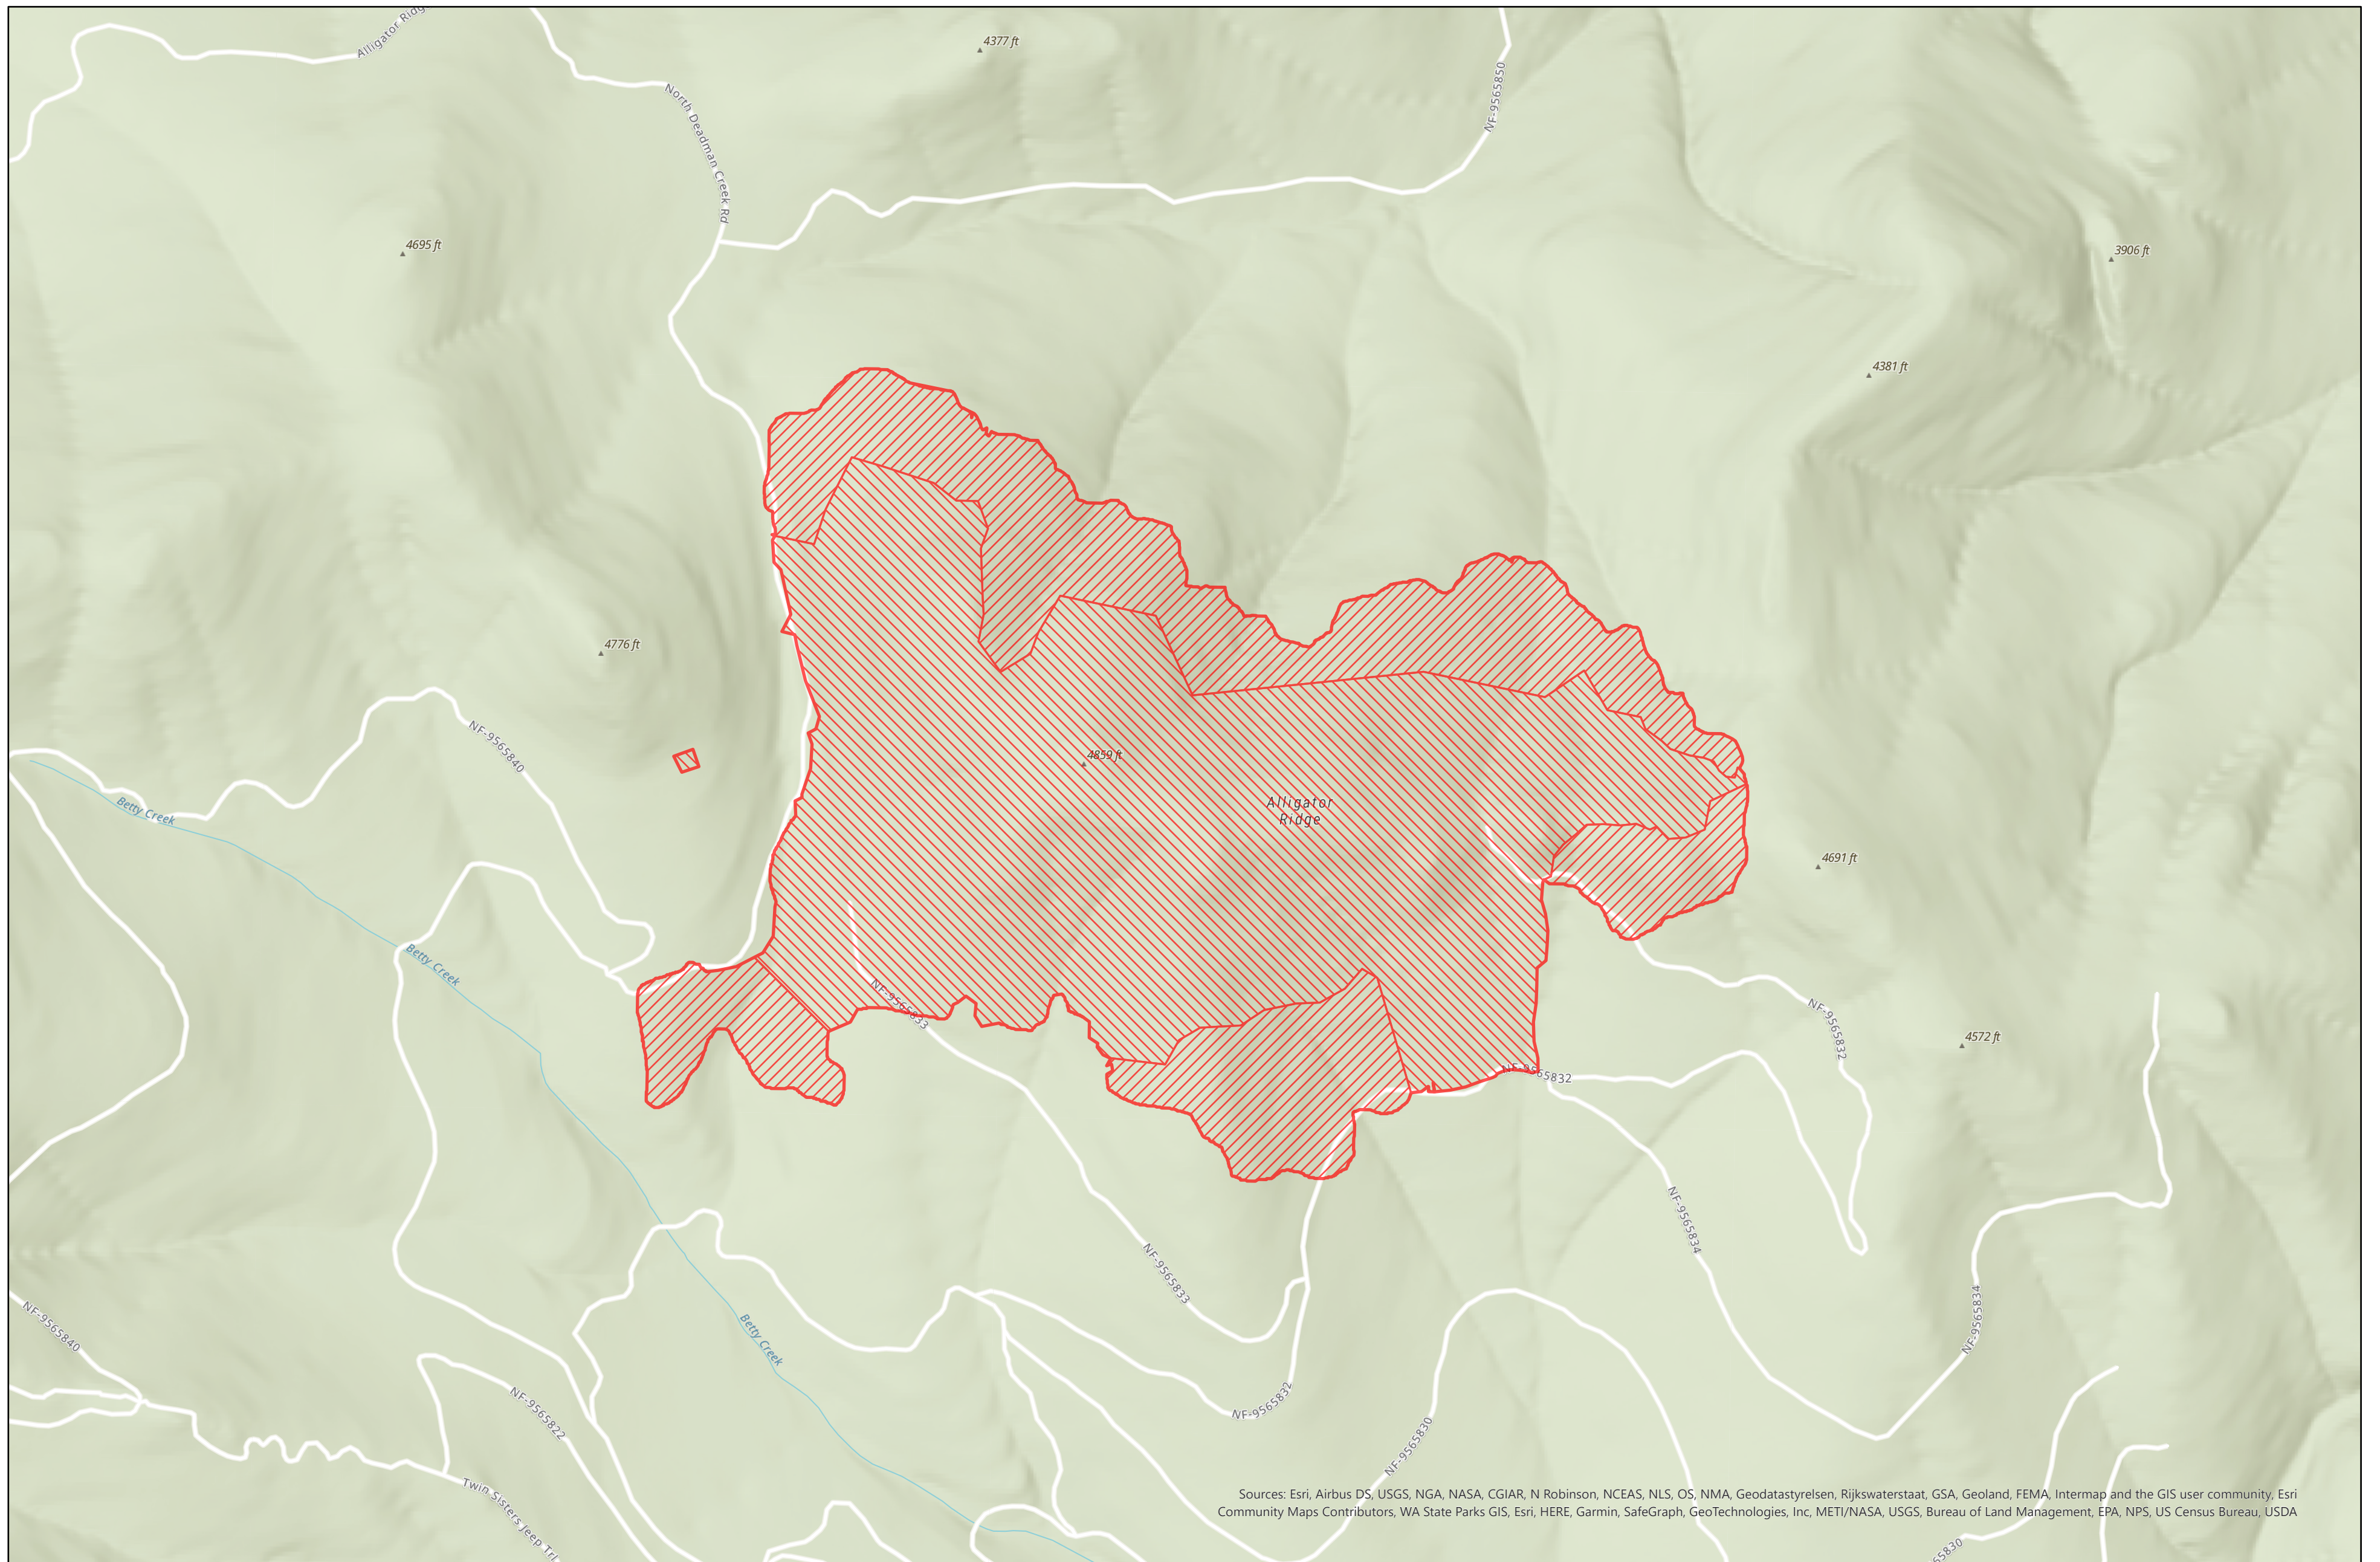 Alligator Ridg
4377 ft
NF-9565850
North Deadman Creek Rd
4695 ft
3906 ft
4381 ft
4776 ft
NF-9565840
4859 ft
Betty Creek
Alligator
Ridge
4691 ft
Betty Creek
NF-9565833
NF-9565832
4572 ft
NF-9565832
NF-9565834
NF-9565833
NF-9565840
Betty Creek
NF-9565834
NF-9565822
NF-9565832
NF-9565830
Twin Sisters Jeep Trl
Sources: Esri, Airbus DS, USGS, NGA, NASA, CGIAR, N Robinson, NCEAS, NLS, OS, NMA, Geodatastyrelsen, Rijkswaterstaat, GSA, Geoland, FEMA, Intermap and the GIS user community, Esri
Community Maps Contributors, WA State Parks GIS, Esri, HERE, Garmin, SafeGraph, GeoTechnologies, Inc, METI/NASA, USGS, Bureau of Land Management, EPA, NPS, US Census Bureau, USDA
65830